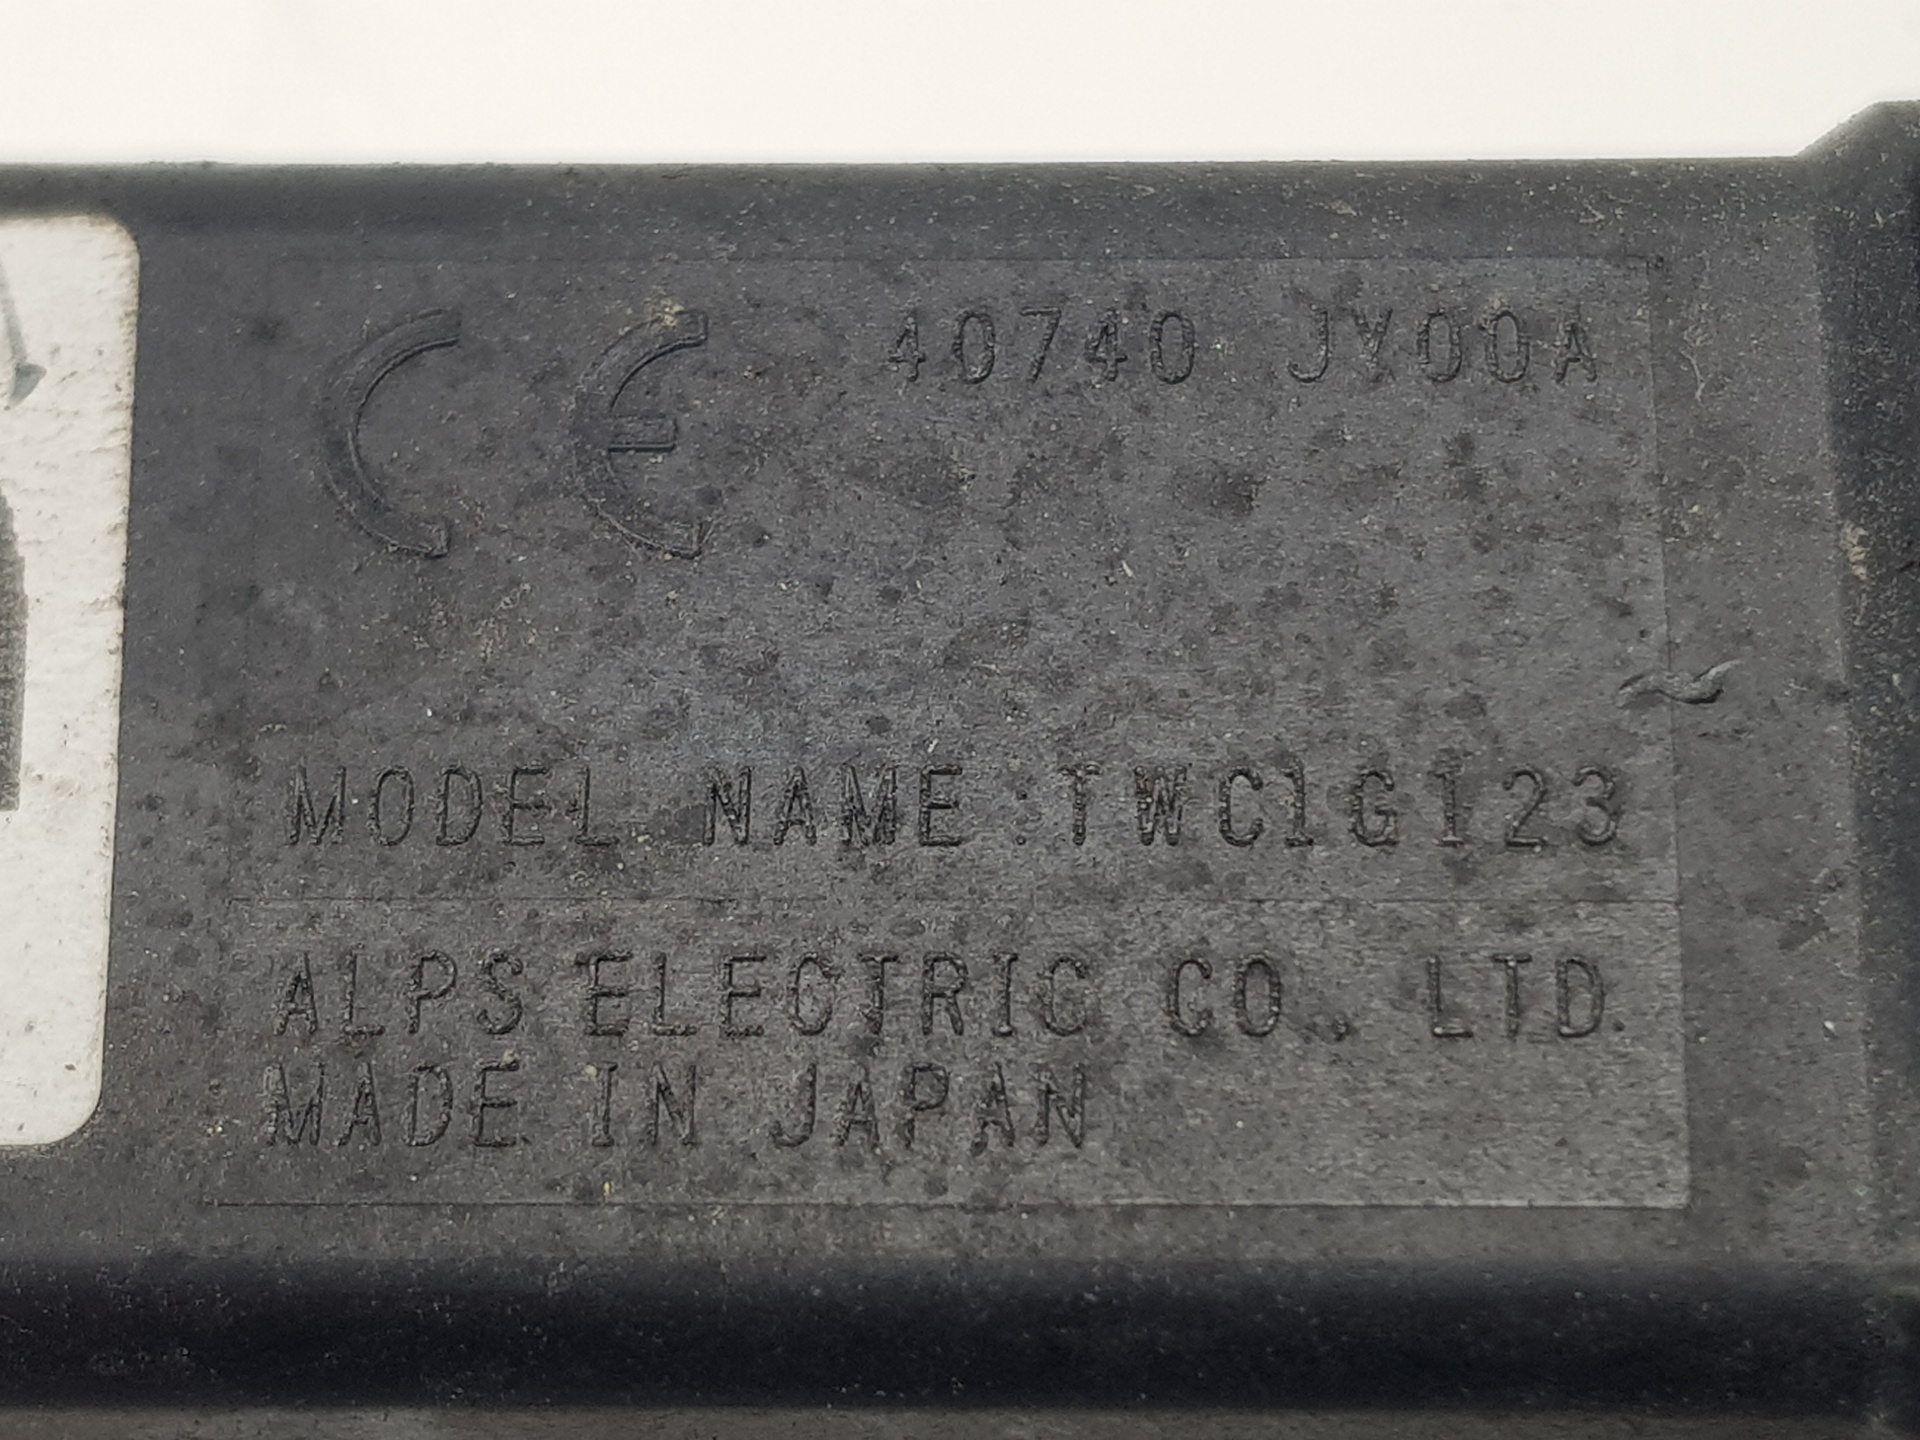 CE 40740 JY00A
MODEL NAME:TWC1G123
ALPS ELECTRIC CO., LTD.
MADE IN JAPAN